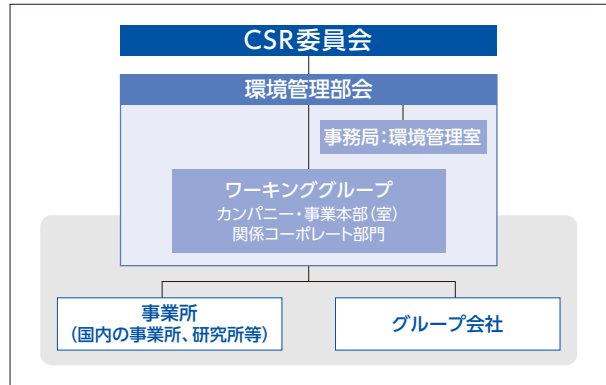 CSR委員会
環境管理部会
事務局：環境管理室
ワーキンググループ
カンパニー・事業本部（室）
関係コーポレート部門
事業所
（国内の事業所、研究所等）
グループ会社